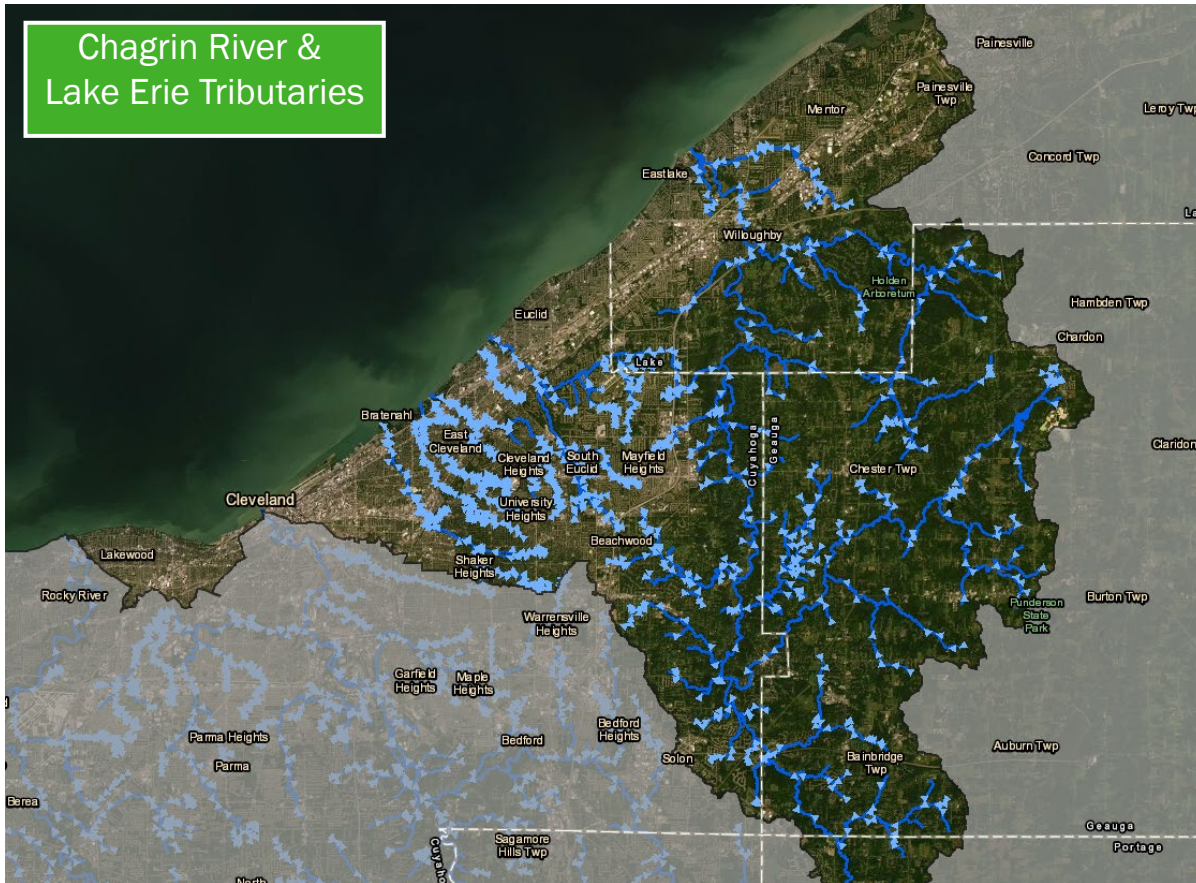 Chagrin River &
Lake Erie Tributaries
Painesville
Painesville
Twp
Mentor
Leroy Twp
Concord Twp
Eastlake
Willoughby
Holden
Arboretum
Hambden Twp
Chardon
Euclid
Lake
Bratenahl
East
Cleveland
Cleveland
Heights
South
Euclid
Mayfield
Heights
Cuyahoga
Geauga
Chester Twp
Claridon
Cleveland
University
Heights
Beachwood
Lakewood
Shaker
Heights
Rocky River
Warrensville
Heights
Punderson
State
Park
Burton Twp
Garfield
Heights
Maple
Heights
Bedford
Heights
Parma Heights
Bedford
Parma
Solon
Bainbridge
Twp
Auburn Twp
Berea
Sagamore
Hills Twp
Geauga
Portage
Cuyaho
North